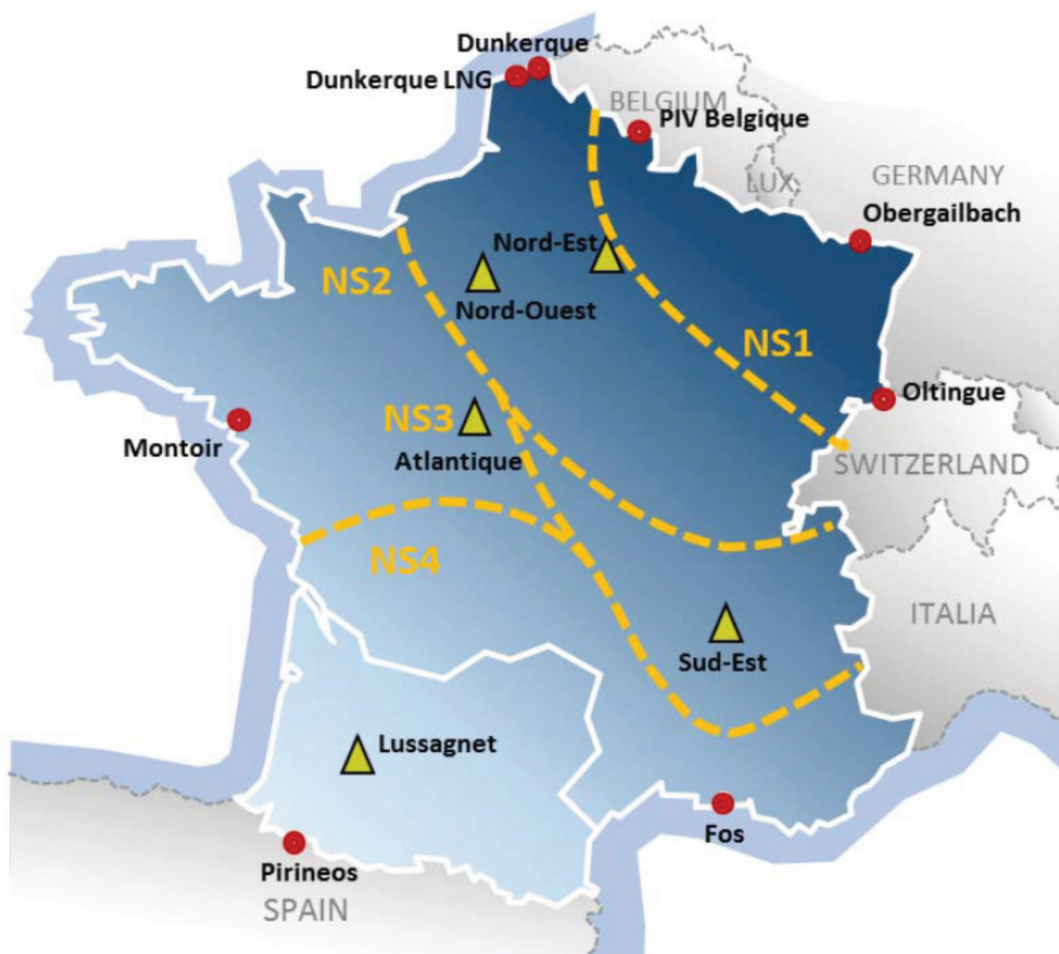 Dunkerque
Dunkerque LNG
BELGIUM
PIV Belgique
LUX
GERMANY
Obergailbach
Nord-Est
NS2
Nord-Ouest
NS1
Oltingue
NS3
Montoir
Atlantique
SWITZERLAND
NS4
ITALIA
Sud-Est
Lussagnet
Fos
Pirineos
SPAIN